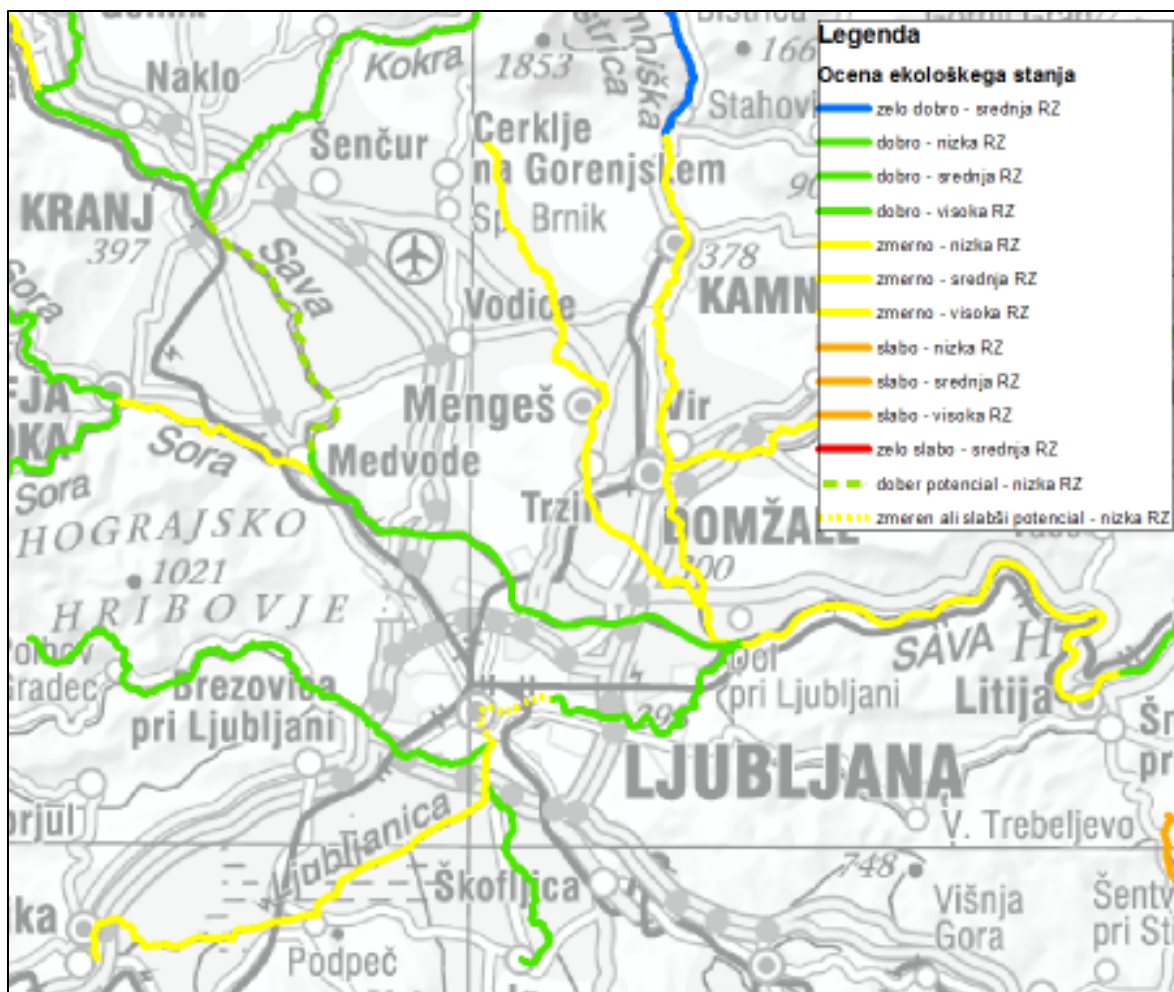 Kokra
1853
Naklo
Šenčur
Cerklje
na Gorenjskem
Sp. Brnik
KRANJ
397
Sava
Vodice
378
KAMN
Mengeš
Vir
Sora
Medvode
Sora
Trzin
DOMŽALE
HOGRAJSKO
1021
HRIBOVJE
SAVA
Gradec
Brezovica
pri Ljubljani
Dol
pri Ljubljani
Litija
LJUBLJANA
Ljubljanica
V. Trebeljevo
Škofljica
748
Višnja
Gora
Podpeč
Legenda
Ocena ekološkega stanja
zelo dobro - srednja RZ
dobro - nizka RZ
dobro - srednja RZ
dobro - visoka RZ
zmerno - nizka RZ
zmerno - srednja RZ
zmerno - visoka RZ
slabo - nizka RZ
slabo - srednja RZ
slabo - visoka RZ
zelo slabo - srednja RZ
dober potencial - nizka RZ
zmeren ali slabši potencial - nizka RZ